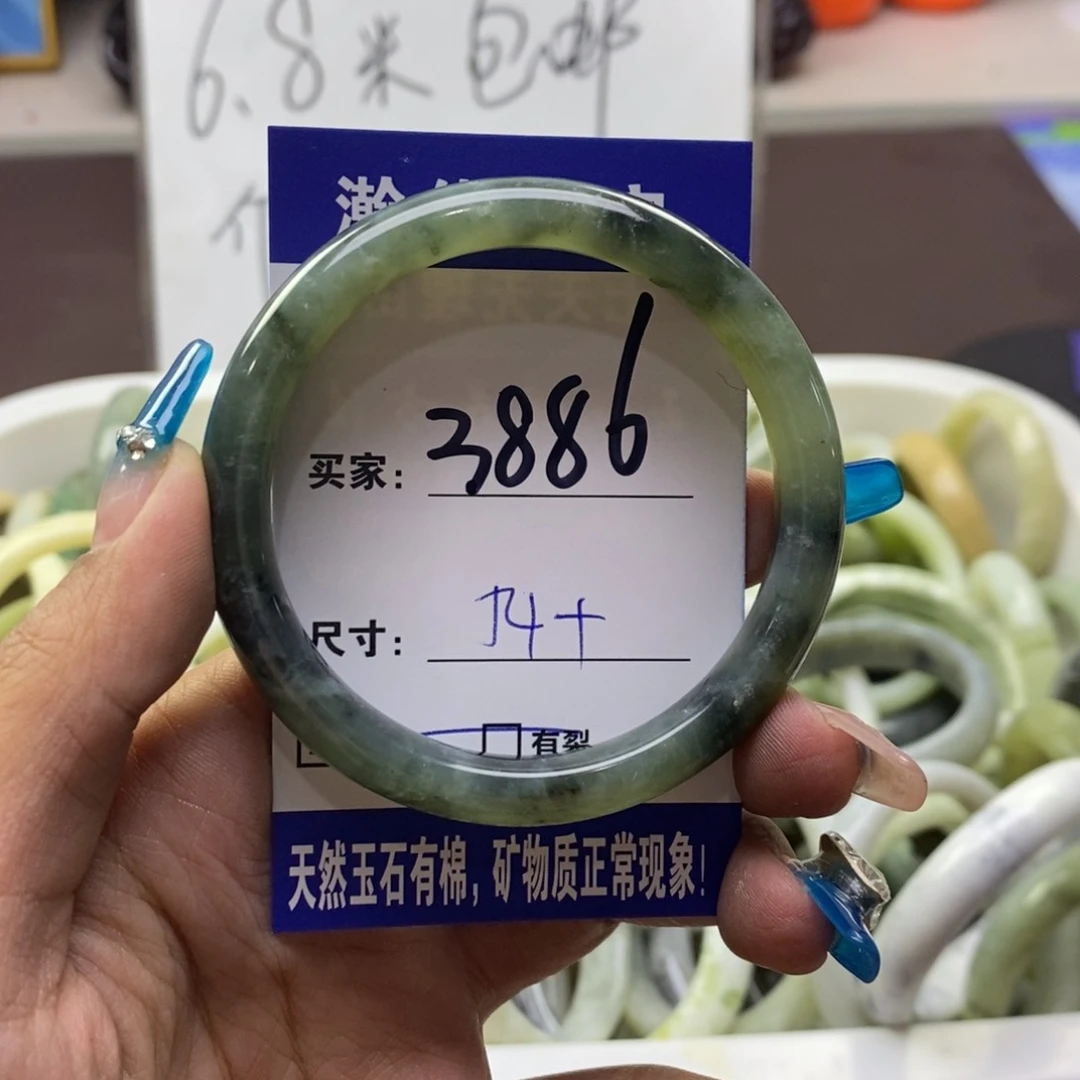 6.8米包邮
瀚
买家: 3886
尺寸: 54+
有裂
天然玉石有棉, 矿物质正常现象!